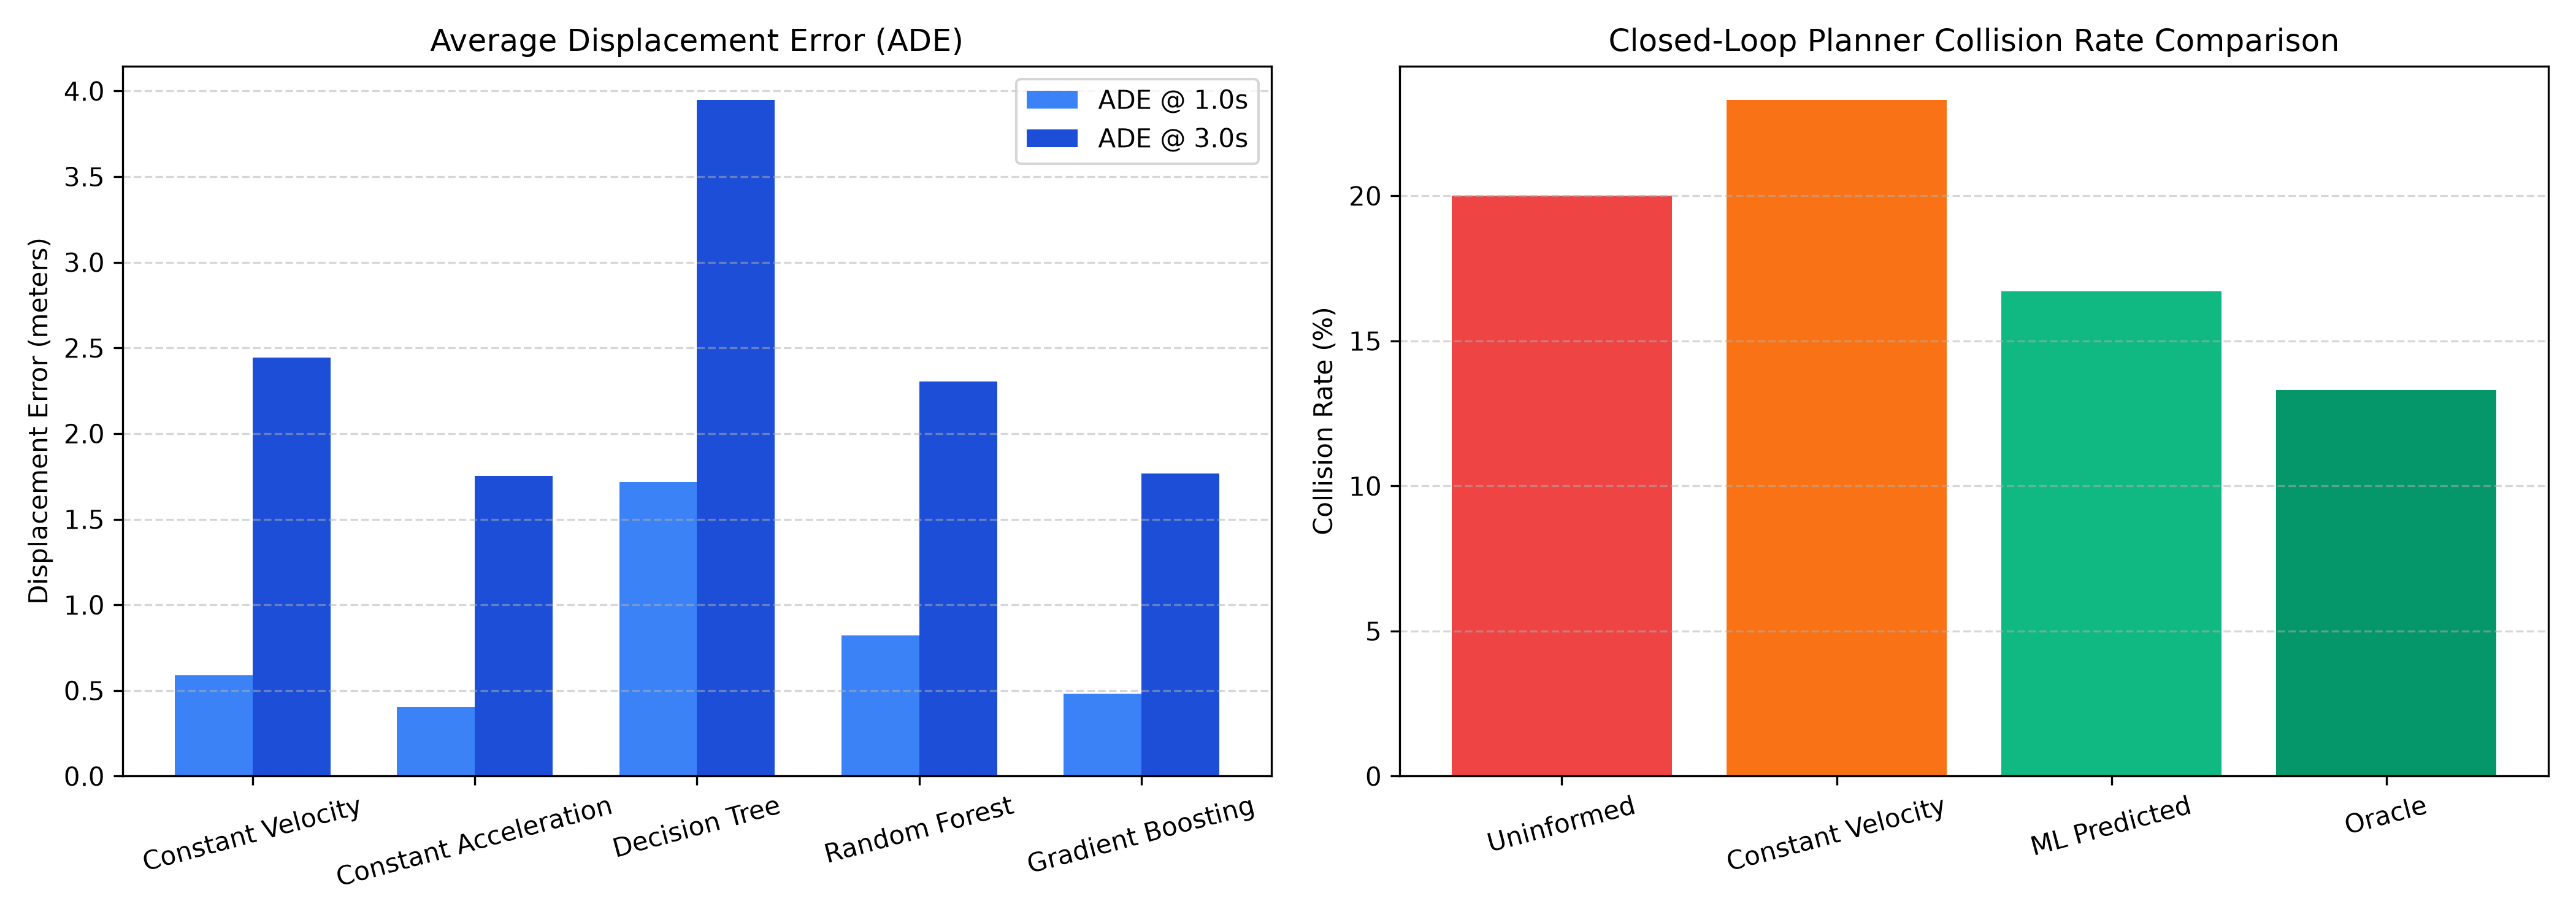 Average Displacement Error (ADE)
Displacement Error (meters)
4.0
3.5
3.0
2.5
2.0
1.5
1.0
0.5
0.0
ADE @ 1.0s
ADE @ 3.0s
Constant Velocity
Constant Acceleration
Decision Tree
Random Forest
Gradient Boosting
Closed-Loop Planner Collision Rate Comparison
Collision Rate (%)
20
15
10
5
0
Uninformed
Constant Velocity
ML Predicted
Oracle